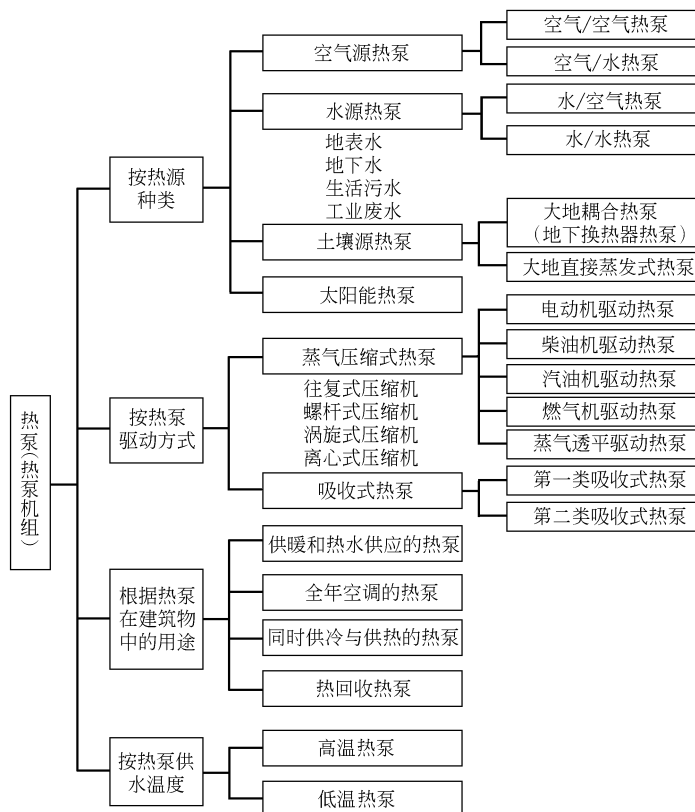 热泵(热泵机组)
按热源
种类
空气源热泵
空气/空气热泵
空气/水热泵
水源热泵
地表水
地下水
生活污水
工业废水
水/空气热泵
水/水热泵
土壤源热泵
大地耦合热泵
(地下换热器热泵)
大地直接蒸发式热泵
太阳能热泵
按热泵
驱动方式
蒸气压缩式热泵
往复式压缩机
螺杆式压缩机
涡旋式压缩机
离心式压缩机
电动机驱动热泵
柴油机驱动热泵
汽油机驱动热泵
燃气机驱动热泵
蒸气透平驱动热泵
吸收式热泵
第一类吸收式热泵
第二类吸收式热泵
根据热泵
在建筑物
中的用途
供暖和热水供应的热泵
全年空调的热泵
同时供冷与供热的热泵
热回收热泵
按热泵供
水温度
高温热泵
低温热泵